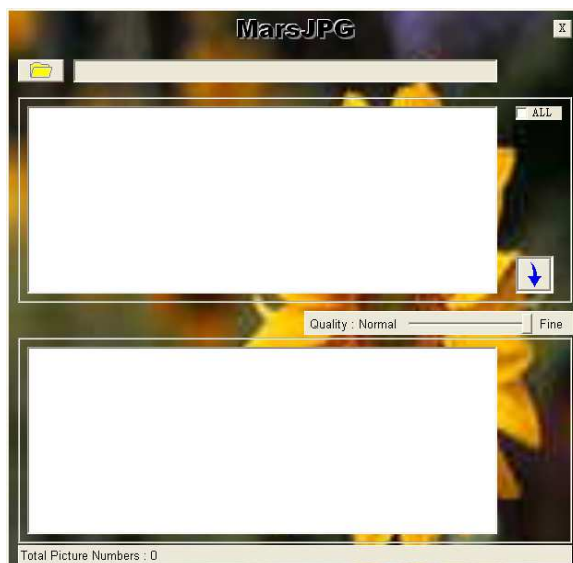 MarsJPG
X
ALL
Quality : Normal Fine
Total Picture Numbers : 0